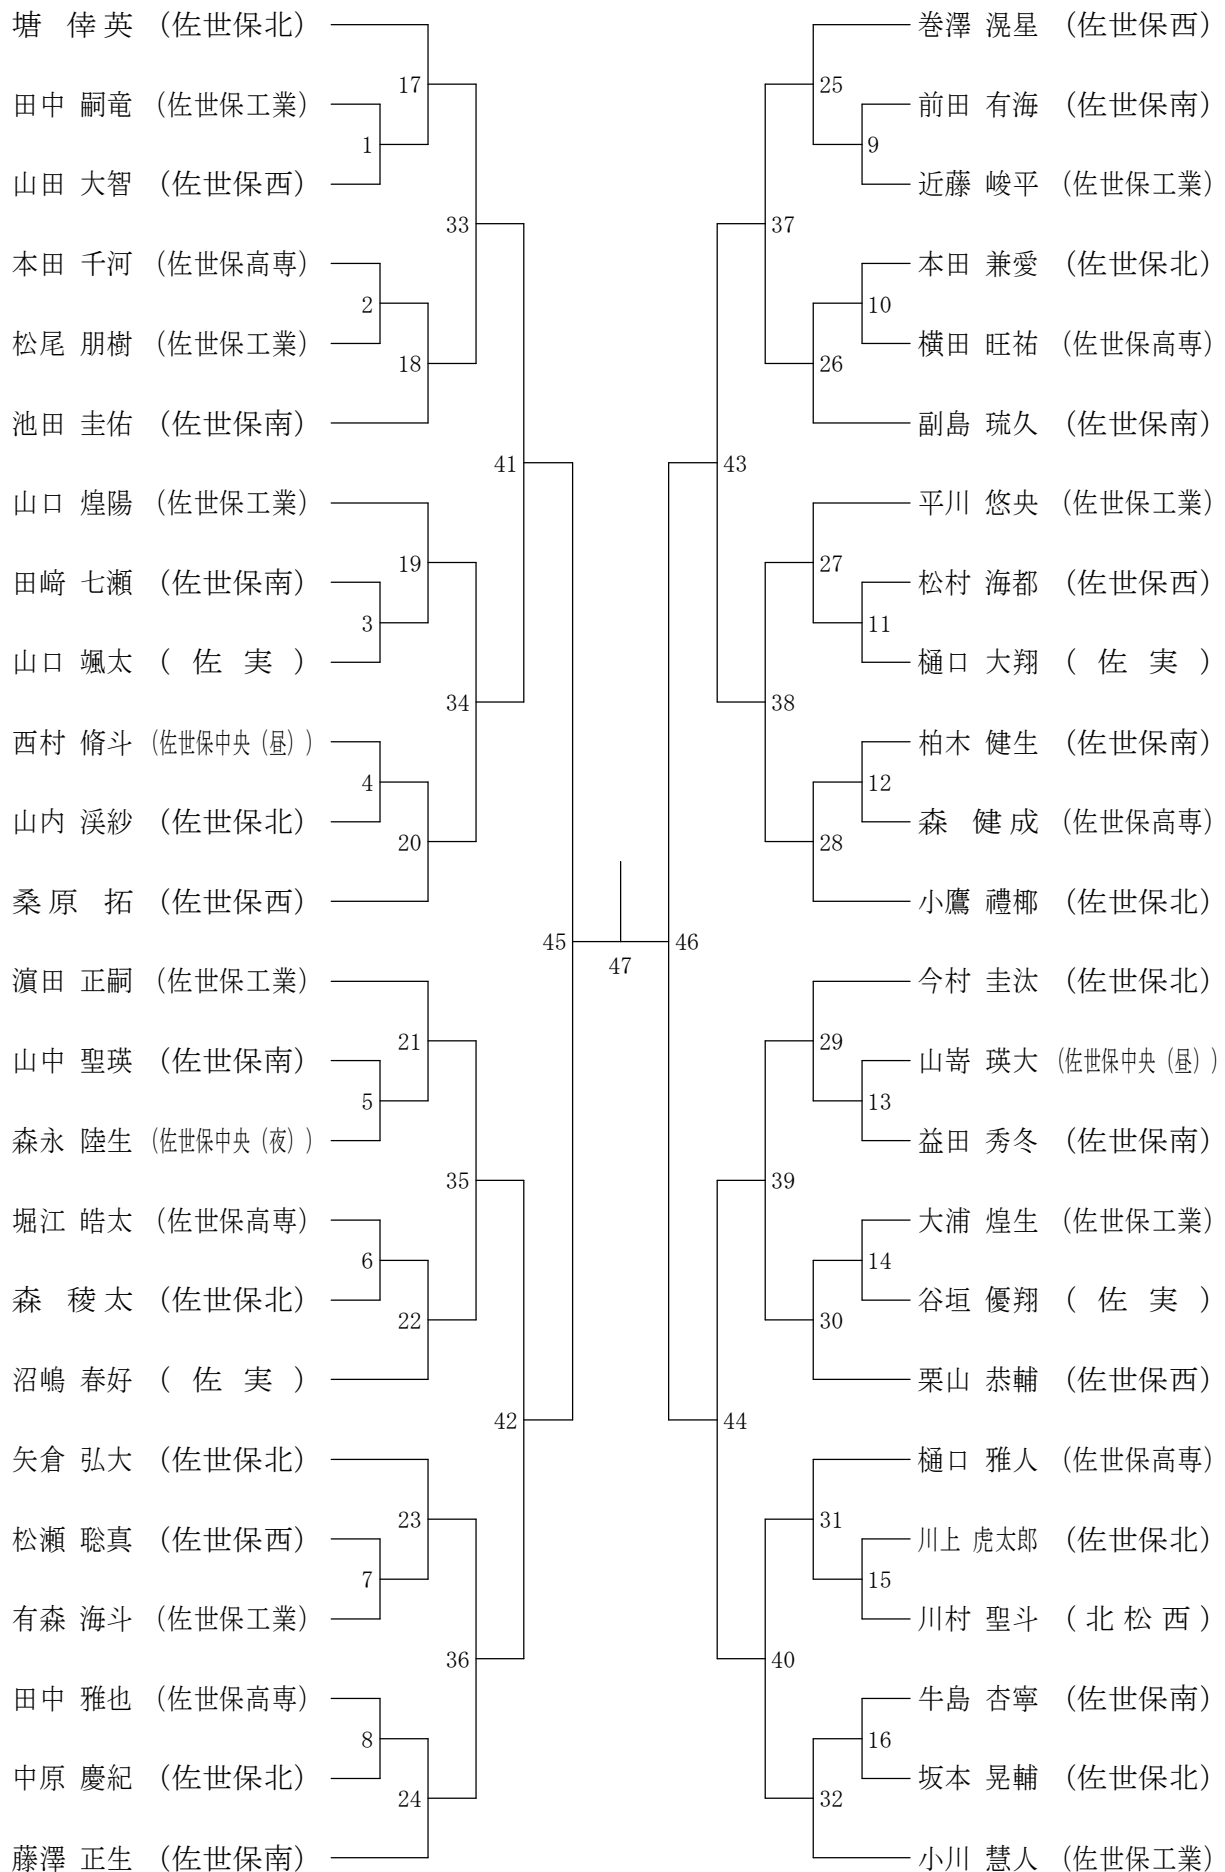 塘 倖英 (佐世保北)
17
田中 嗣竜 (佐世保工業)
1
山田 大智 (佐世保西)
33
本田 千河 (佐世保高専)
2
松尾 朋樹 (佐世保工業)
18
池田 圭佑 (佐世保南)
41
山口 煌陽 (佐世保工業)
19
田﨑 七瀬 (佐世保南)
3
山口 颯太 (佐実)
34
西村 脩斗 (佐世保中央(昼))
4
山内 渓紗 (佐世保北)
20
桑原 拓 (佐世保西)
45
濵田 正嗣 (佐世保工業)
21
山中 聖瑛 (佐世保南)
5
森永 陸生 (佐世保中央(夜))
35
堀江 皓太 (佐世保高専)
6
森 稜太 (佐世保北)
22
沼嶋 春好 (佐実)
42
矢倉 弘大 (佐世保北)
23
松瀬 聡真 (佐世保西)
7
有森 海斗 (佐世保工業)
36
田中 雅也 (佐世保高専)
8
中原 慶紀 (佐世保北)
24
藤澤 正生 (佐世保南)
47
巻澤 滉星 (佐世保西)
25
前田 有海 (佐世保南)
9
近藤 峻平 (佐世保工業)
37
本田 兼愛 (佐世保北)
10
横田 旺祐 (佐世保高専)
26
副島 琉久 (佐世保南)
43
平川 悠央 (佐世保工業)
27
松村 海都 (佐世保西)
11
樋口 大翔 (佐実)
38
柏木 健生 (佐世保南)
12
森 健成 (佐世保高専)
28
小鷹 禮椰 (佐世保北)
46
今村 圭汰 (佐世保北)
29
山嵜 瑛大 (佐世保中央(昼))
13
益田 秀冬 (佐世保南)
39
大浦 煌生 (佐世保工業)
14
谷垣 優翔 (佐実)
30
栗山 恭輔 (佐世保西)
44
樋口 雅人 (佐世保高専)
31
川上 虎太郎 (佐世保北)
15
川村 聖斗 (北松西)
40
牛島 杏寧 (佐世保南)
16
坂本 晃輔 (佐世保北)
32
小川 慧人 (佐世保工業)